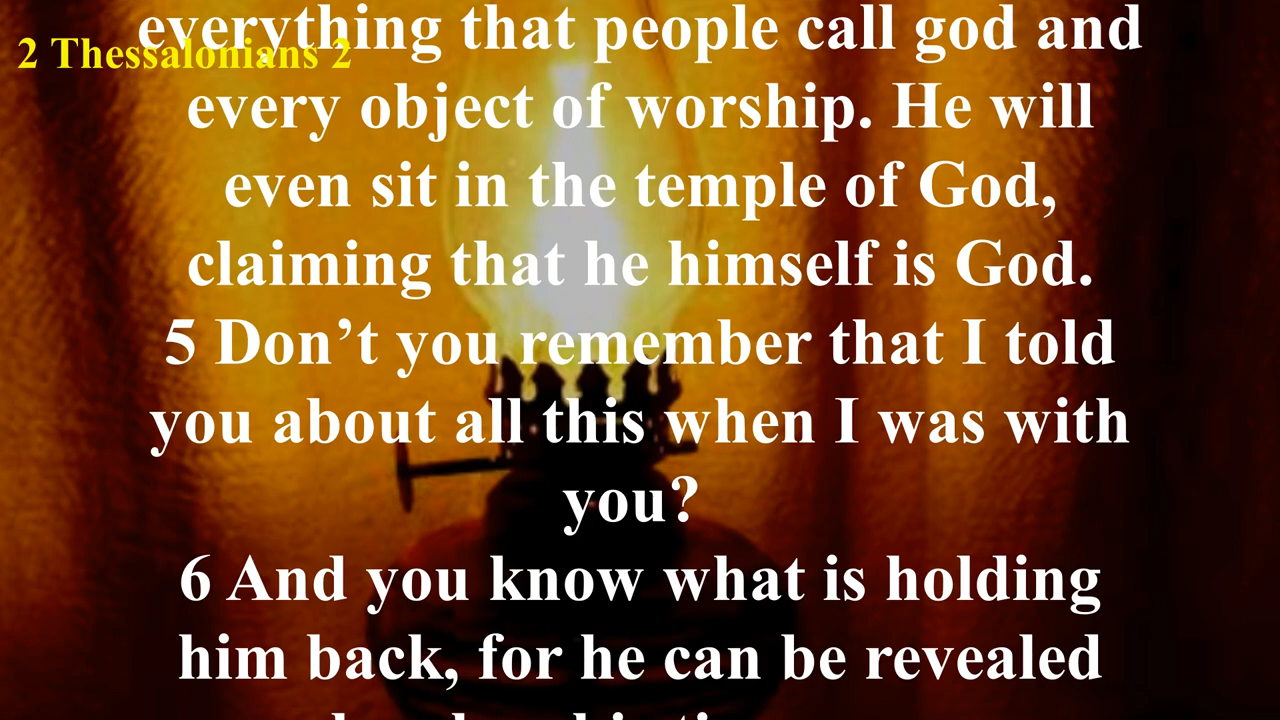 everything that people call god and
2 Thessalonians 2
every object of worship. He will
even sit in the temple of God,
claiming that he himself is God.
5 Don’t you remember that I told
you about all this when I was with
you?
6 And you know what is holding
him back, for he can be revealed